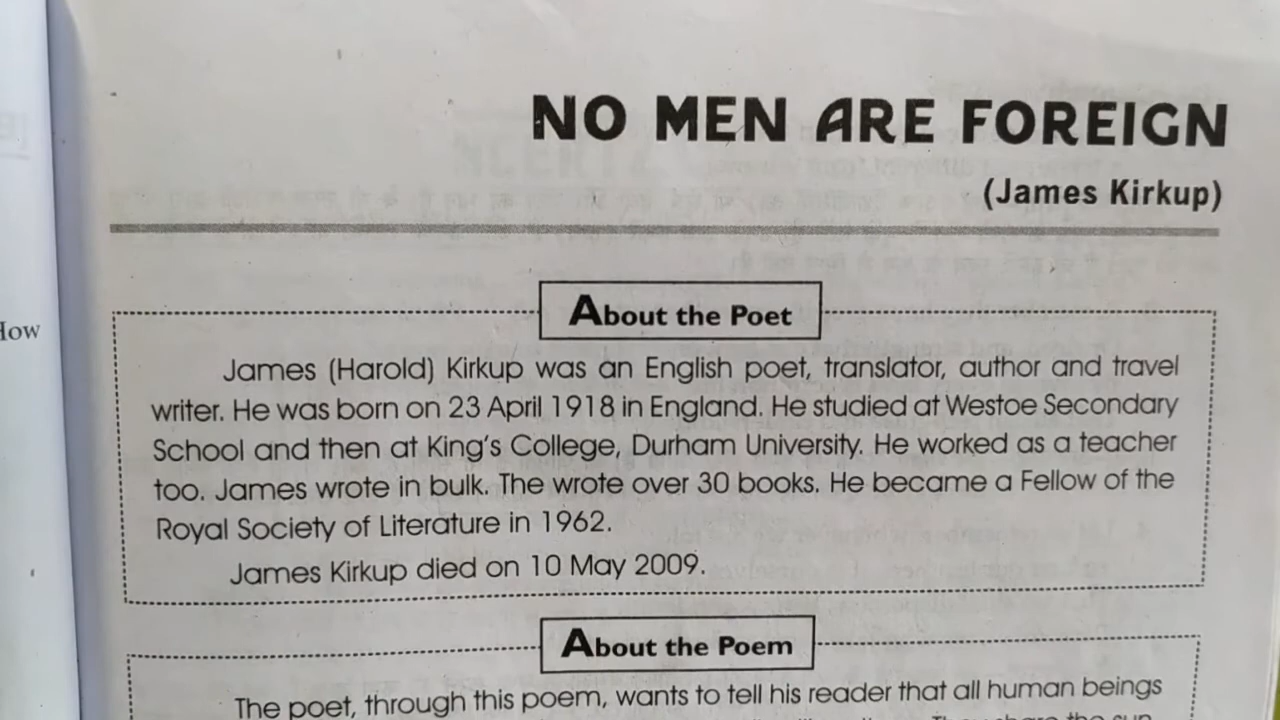 NO MEN ARE FOREIGN
(James Kirkup)
About the Poet
James (Harold) Kirkup was an English poet, translator, author and travel
writer. He was born on 23 April 1918 in England. He studied at Westoe Secondary
School and then at King's College, Durham University. He worked as a teacher
too. James wrote in bulk. The wrote over 30 books. He became a Fellow of the
Royal Society of Literature in 1962.
James Kirkup died on 10 May 2009.
About the Poem
The poet, through this poem, wants to tell his reader that all human beings